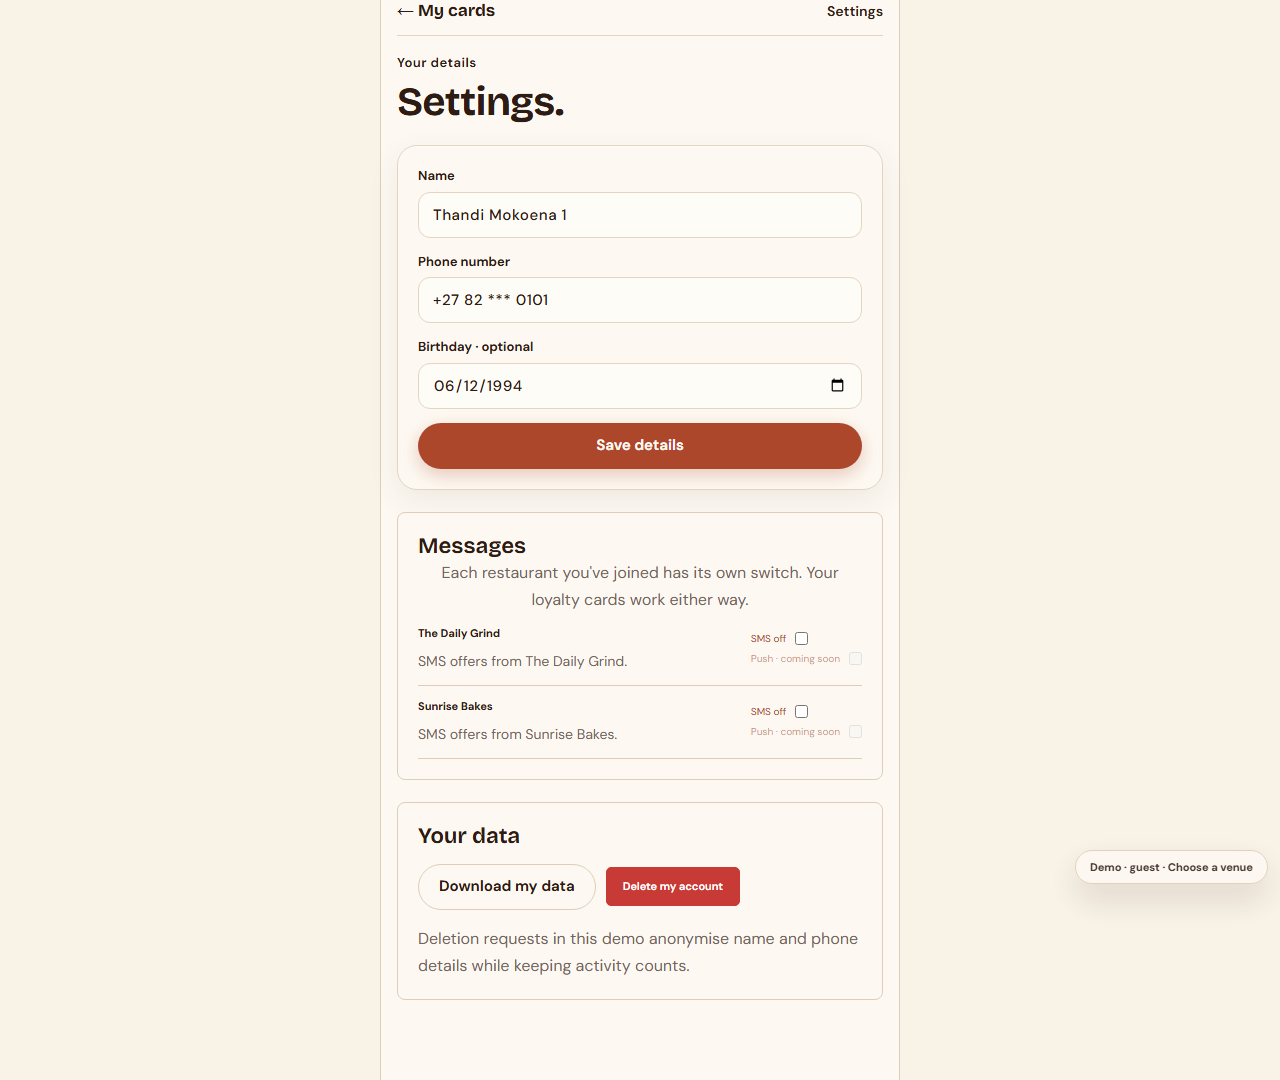 ← My cards
Settings
Your details
Settings.
Name
Thandi Mokoena 1
Phone number
+27 82 *** 0101
Birthday · optional
06/12/1994
Save details
Messages
Each restaurant you've joined has its own switch. Your
loyalty cards work either way.
The Daily Grind
SMS off
SMS offers from The Daily Grind.
Push · coming soon
Sunrise Bakes
SMS off
SMS offers from Sunrise Bakes.
Push · coming soon
Your data
Download my data
Delete my account
Demo · guest · Choose a venue
Deletion requests in this demo anonymise name and phone
details while keeping activity counts.